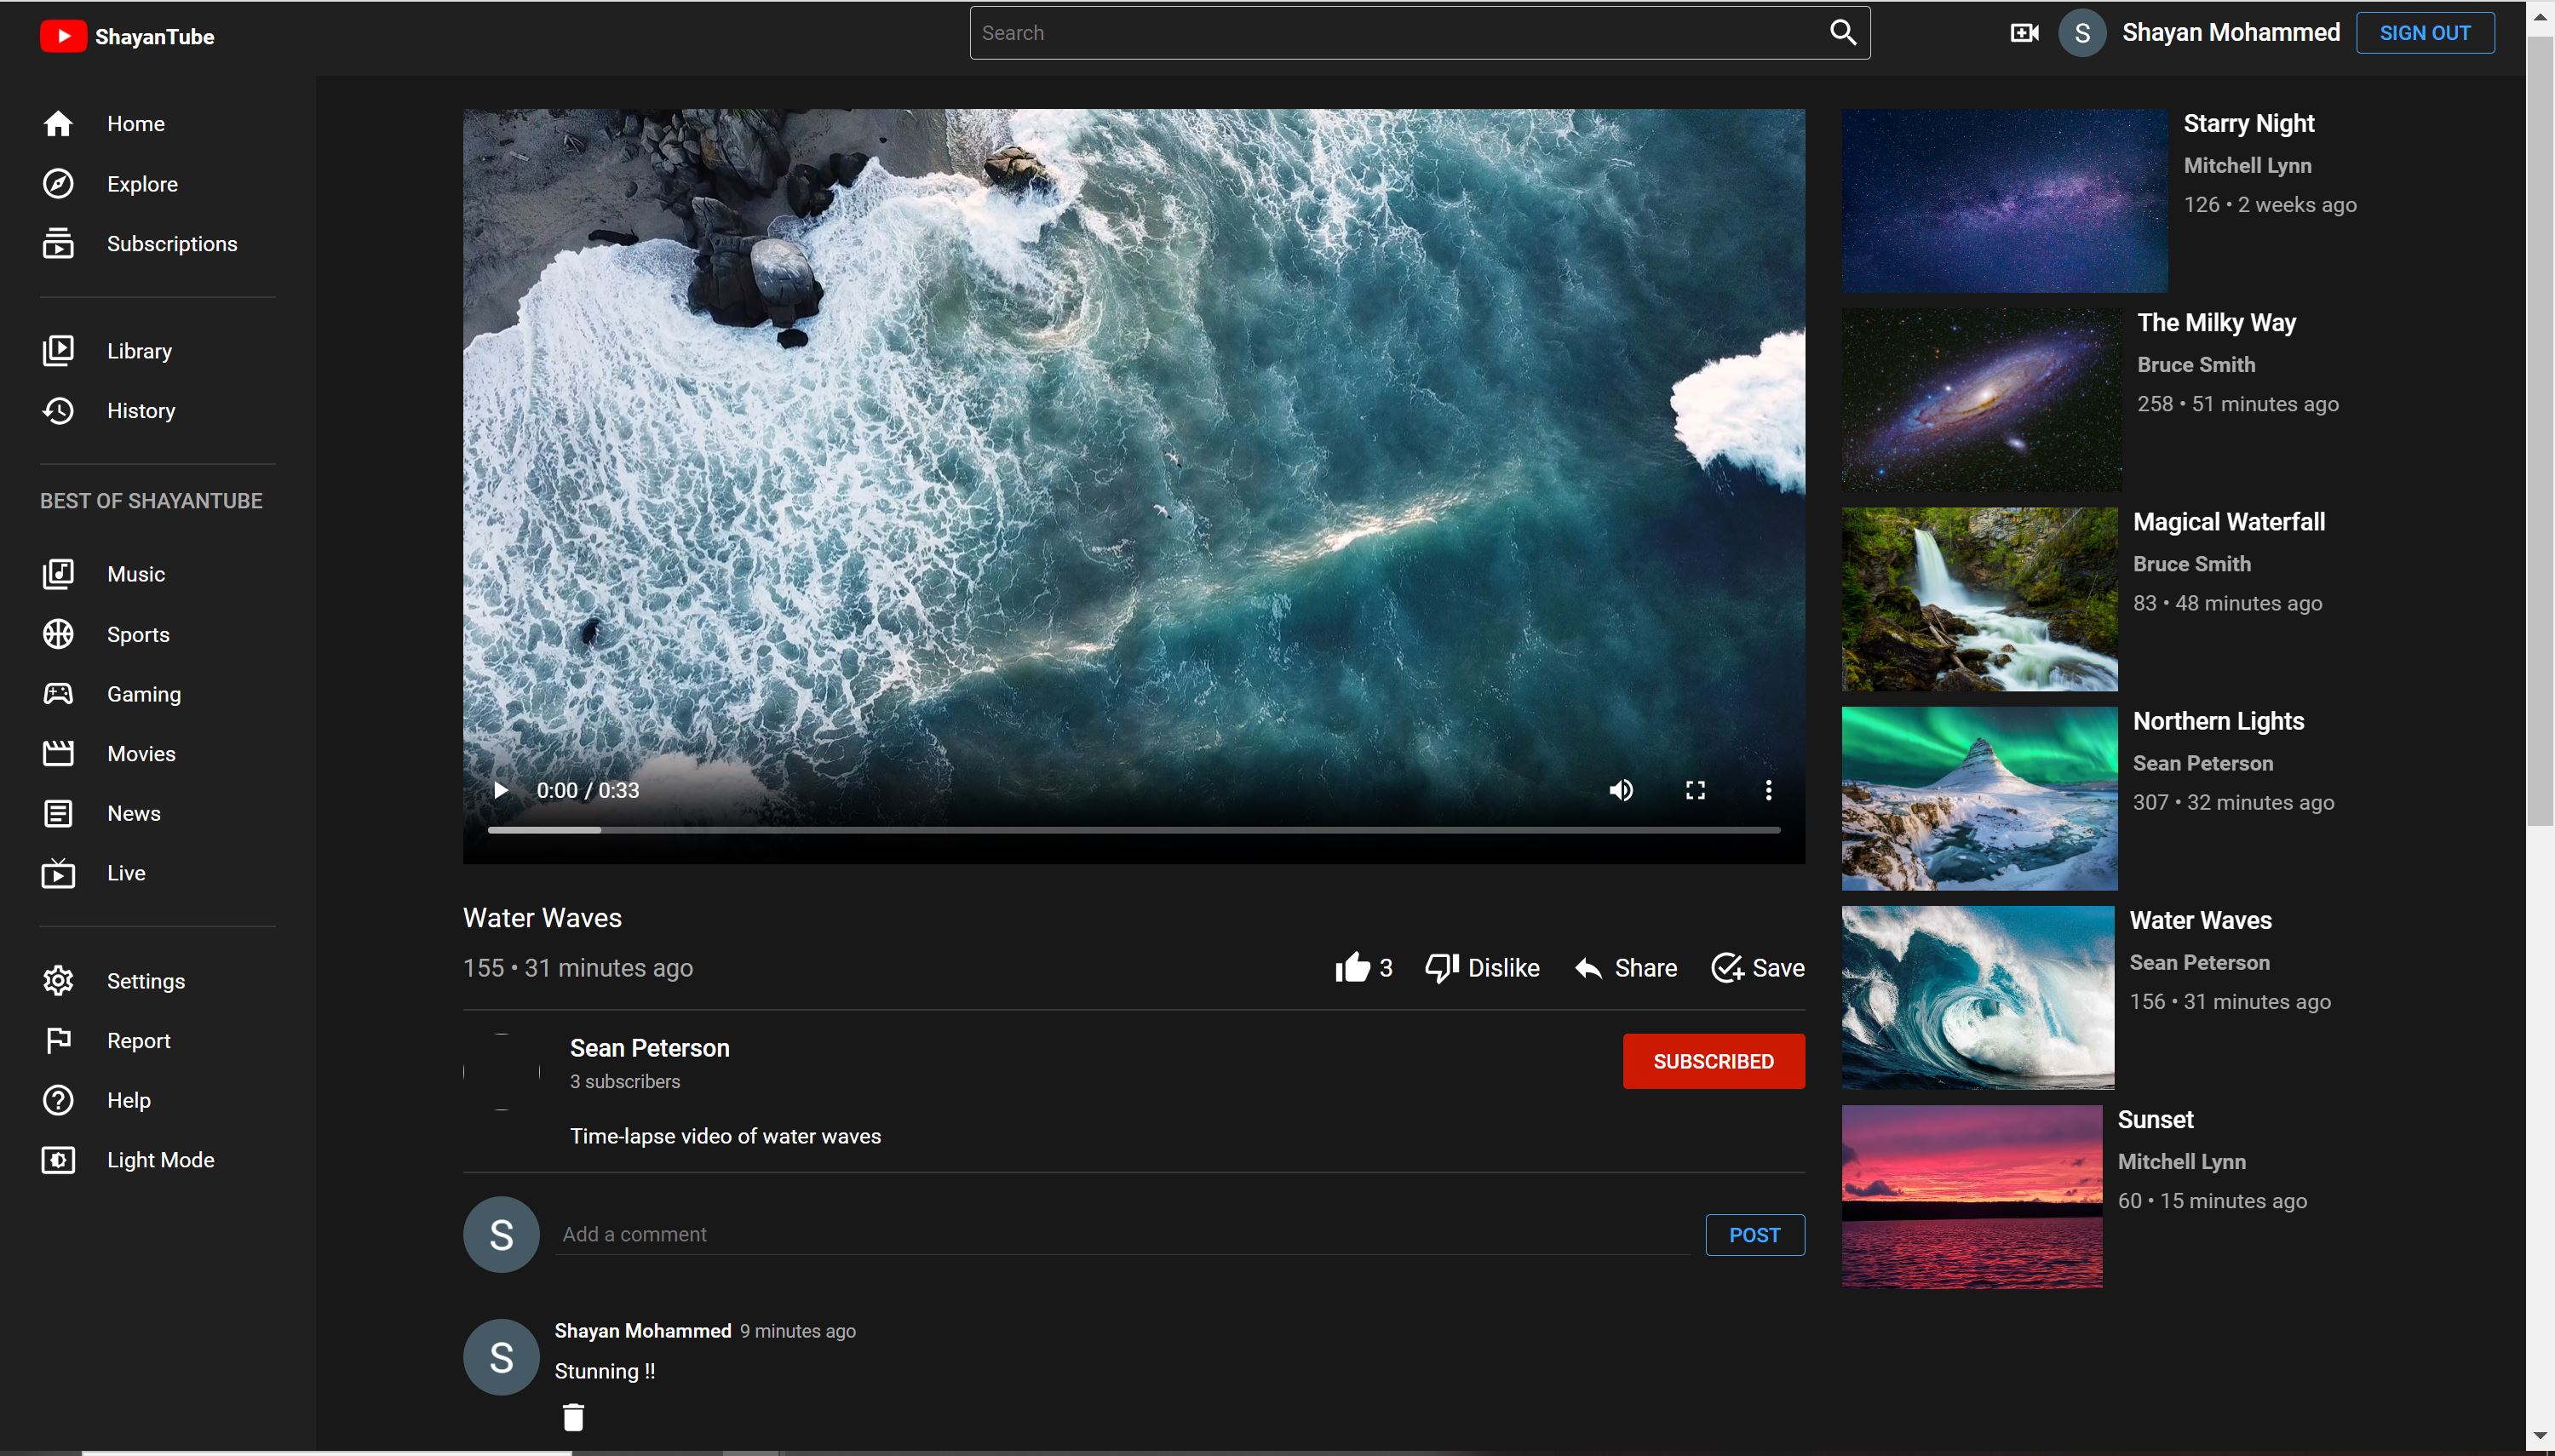 ShayanTube
Search
S
Shayan Mohammed
SIGN OUT
Home
Explore
Subscriptions
Library
History
BEST OF SHAYANTUBE
Music
Sports
Gaming
Movies
News
Live
Settings
Report
Help
Light Mode
0:00 / 0:33
Water Waves
155 • 31 minutes ago
3
Dislike
Share
Save
Sean Peterson
3 subscribers
SUBSCRIBED
Time-lapse video of water waves
S
Add a comment
POST
S
Shayan Mohammed 9 minutes ago
Stunning !!
Starry Night
Mitchell Lynn
126 • 2 weeks ago
The Milky Way
Bruce Smith
258 • 51 minutes ago
Magical Waterfall
Bruce Smith
83 • 48 minutes ago
Northern Lights
Sean Peterson
307 • 32 minutes ago
Water Waves
Sean Peterson
156 • 31 minutes ago
Sunset
Mitchell Lynn
60 • 15 minutes ago